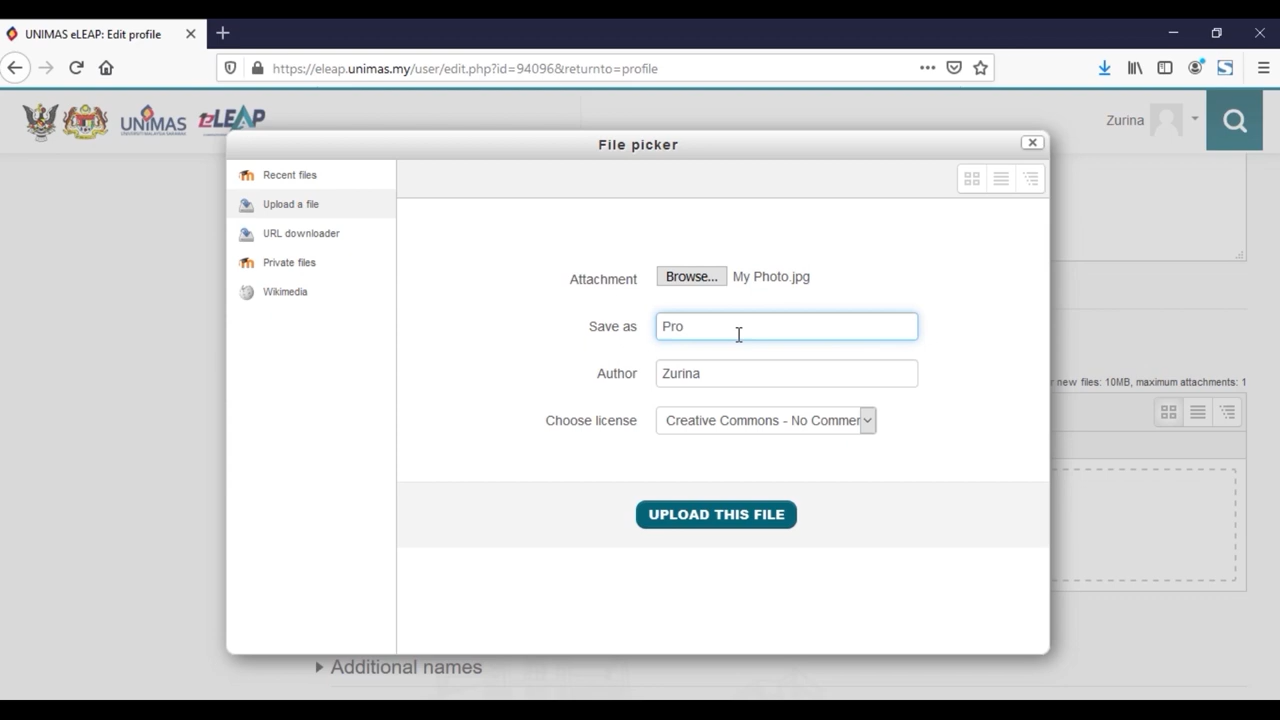 UNIMAS eLEAP: Edit profile
https://eleap.unimas.my/user/edit.php?id=94096&returnto=profile
UNIMAS
eLEAP
Zurina
File picker
Recent files
Upload a file
URL downloader
Private files
Wikimedia
Attachment Browse... My Photo.jpg
Save as Pro
Author Zurina
Choose license Creative Commons - No Commer
UPLOAD THIS FILE
new files: 10MB, maximum attachments: 1
Additional names